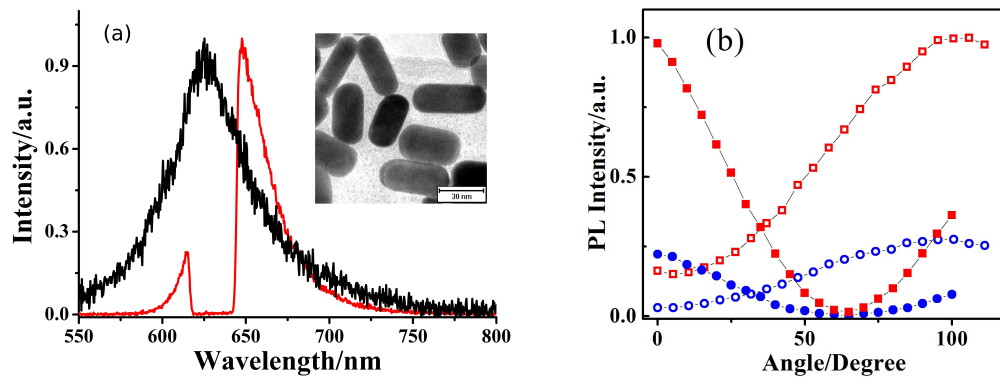 (a)
Intensity/a.u.
0.9
0.6
0.3
0.0
550 600 650 700 750 800
Wavelength/nm
30 nm
(b)
PL Intensity/a.u.
1.0
0.5
0.0
0 50 100
Angle/Degree